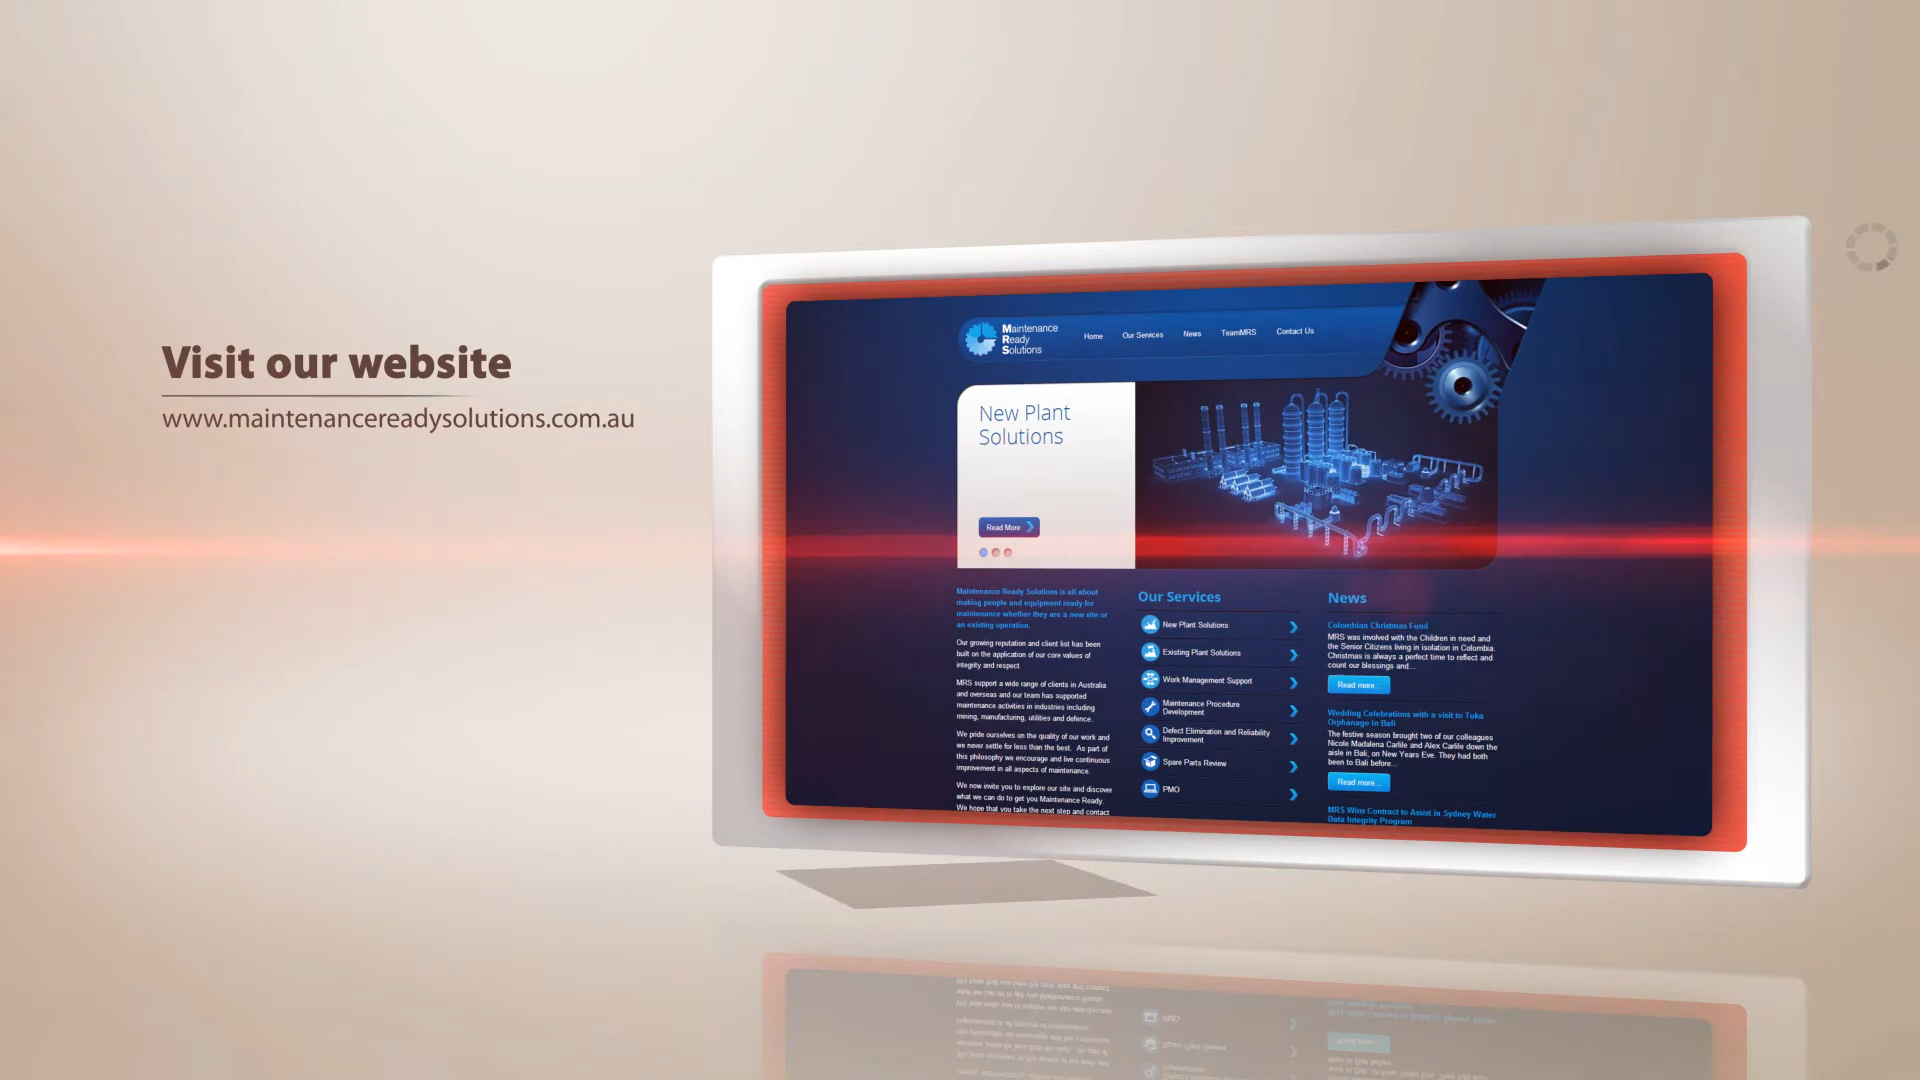 Visit our website
www.maintenancereadysolutions.com.au
Maintenance
Ready
Solutions
Home
Our Services
News
TeamMRS
Contact Us
New Plant
Solutions
Read More
Maintenance Ready Solutions is all about
making people and equipment ready for
maintenance whether they are a new site or
an existing operation.
Our growing reputation and client list has been
built on the application of our core values of
integrity and respect.
MRS support a wide range of clients in Australia
and overseas and our team has supported
maintenance activities in industries including
mining, manufacturing, utilities and defence.
We pride ourselves on the quality of our work and
we never settle for less than the best. As part of
this philosophy we encourage and live continuous
improvement in all aspects of maintenance.
We now invite you to explore our site and discover
what we can do to get you Maintenance Ready.
We hope that you take the next step and contact
Our Services
New Plant Solutions
Existing Plant Solutions
Work Management Support
Maintenance Procedure
Development
Defect Elimination and Reliability
Improvement
Spare Parts Review
PMO
News
Colombian Christmas Fund
MRS was involved with the Children in need and
the Senior Citizens living in isolation in Colombia.
Christmas is always a perfect time to reflect and
count our blessings and...
Read more...
Wedding Celebrations with a visit to Tuka
Orphanage in Bali
The festive season brought two of our colleagues
Nicole Madalena Carlile and Alex Carlile down the
aisle in Bali, on New Years Eve. They had both
been to Bali before...
Read more...
MRS Wins Contract to Assist in Sydney Water
Data Integrity Program